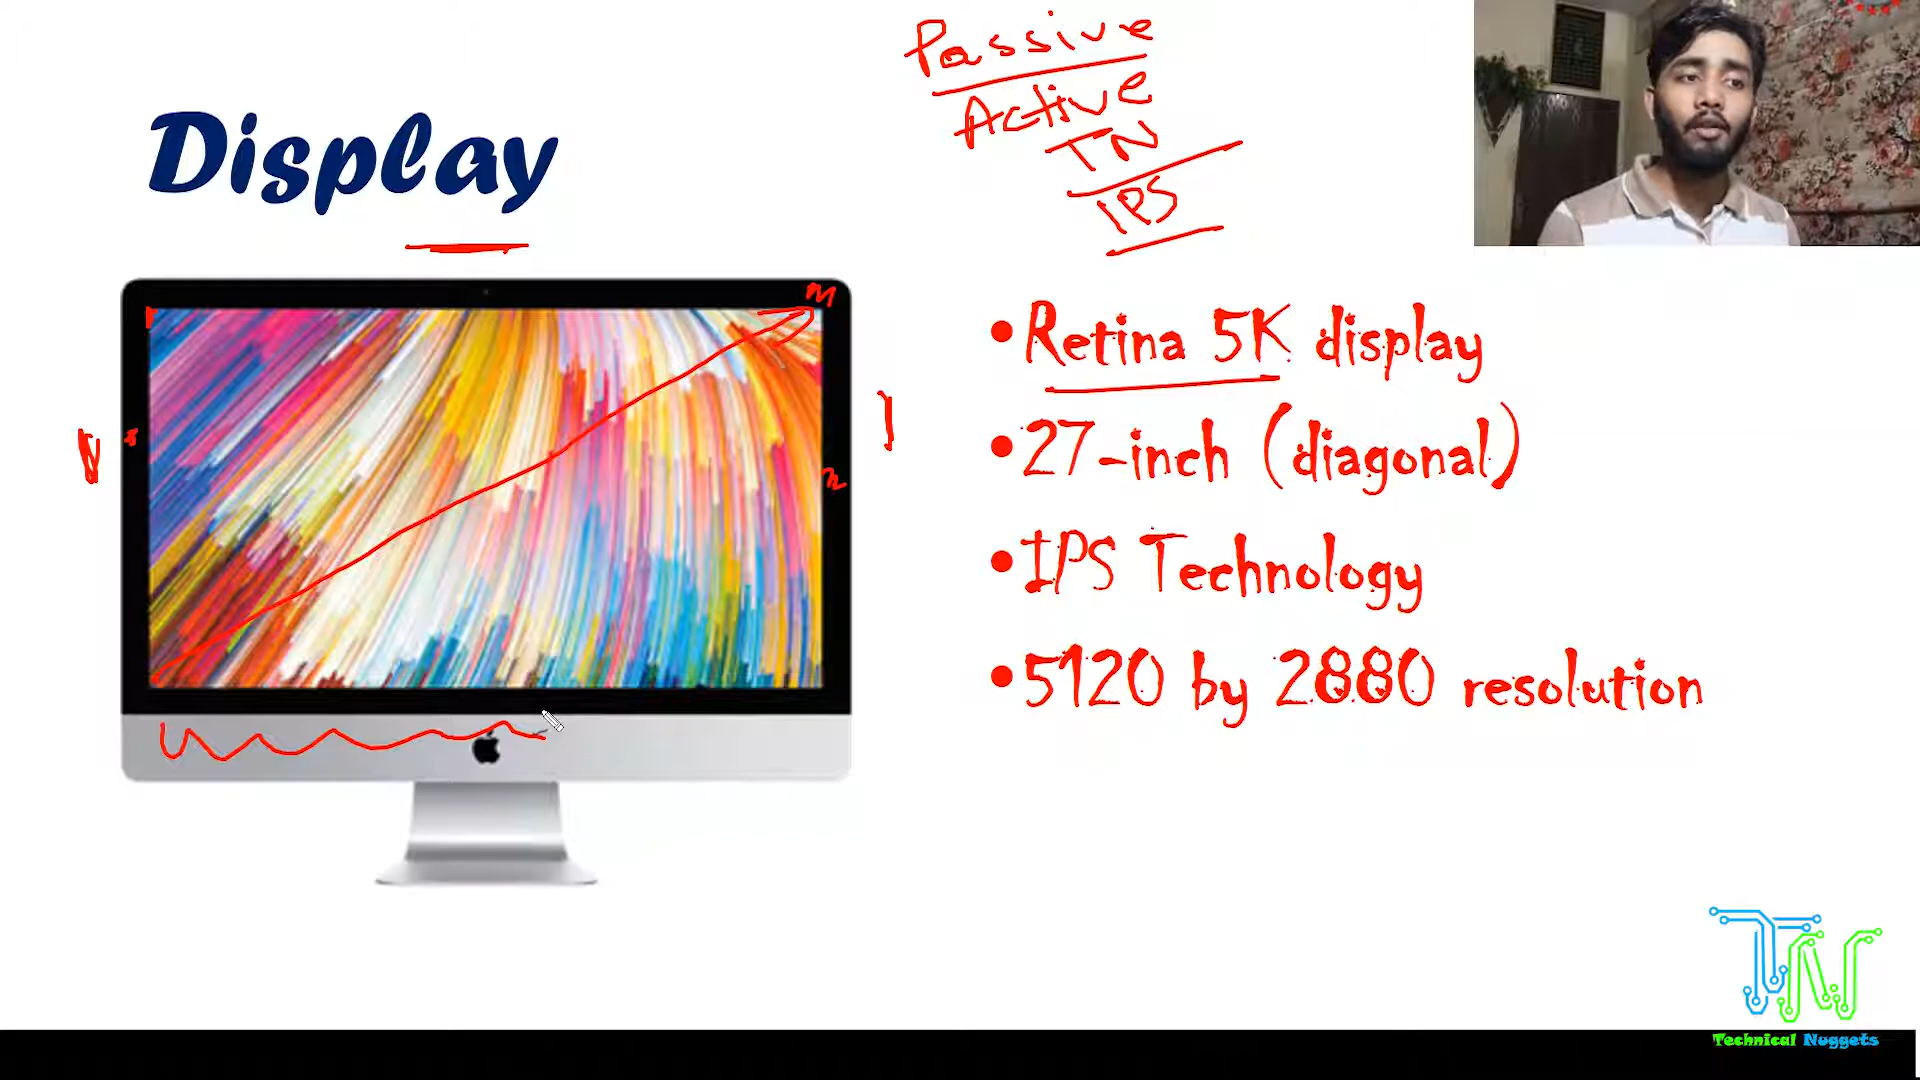 Passive
Active
TN
IPS
Display
•Retina 5K display
•27-inch (diagonal)
•IPS Technology
•5120 by 2880 resolution
TN
Technical Nuggets